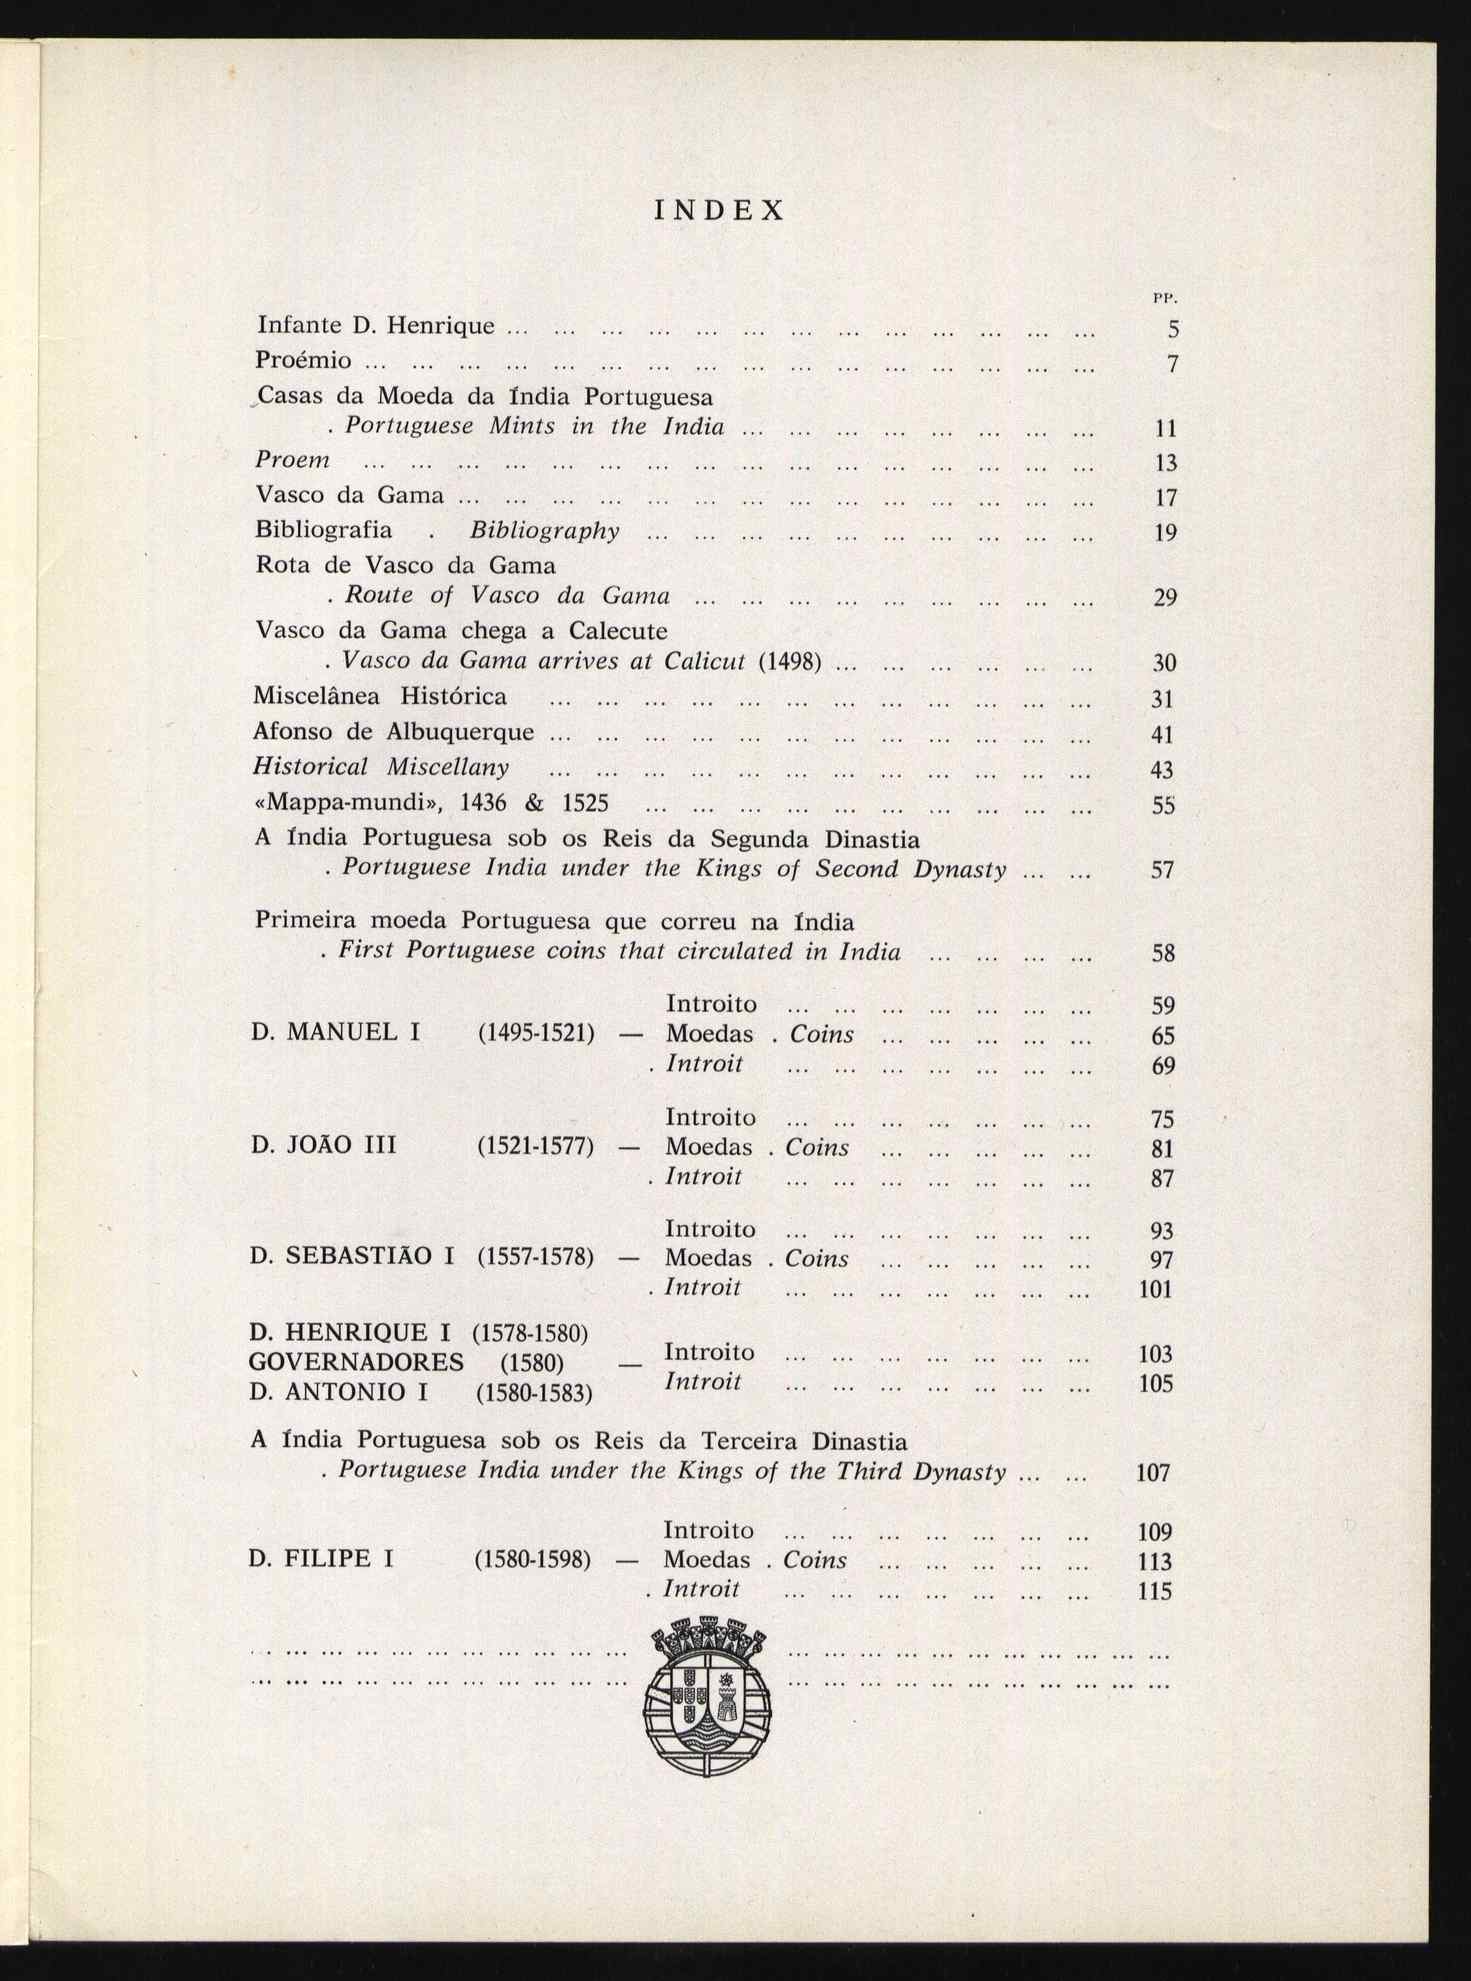 INDEX
PP.
Infante D. Henrique ... ... ... ... ... ... ... ... ... ... ... ... ... 5
Proémio ... ... ... ... ... ... ... ... ... ... ... ... ... ... ... ... 7
Casas da Moeda da Índia Portuguesa
. Portuguese Mints in the India ... ... ... ... ... ... ... ... 11
Proem ... ... ... ... ... ... ... ... ... ... ... ... ... ... ... ... 13
Vasco da Gama ... ... ... ... ... ... ... ... ... ... ... ... ... ... 17
Bibliografia . Bibliography ... ... ... ... ... ... ... ... ... ... 19
Rota de Vasco da Gama
. Route of Vasco da Gama ... ... ... ... ... ... ... ... ... 29
Vasco da Gama chega a Calecute
. Vasco da Gama arrives at Calicut (1498) ... ... ... ... ... ... 30
Miscelânea Histórica ... ... ... ... ... ... ... ... ... ... ... ... 31
Afonso de Albuquerque ... ... ... ... ... ... ... ... ... ... ... ... 41
Historical Miscellany ... ... ... ... ... ... ... ... ... ... ... ... 43
«Mappa-mundi», 1436 & 1525 ... ... ... ... ... ... ... ... ... ... 55
A Índia Portuguesa sob os Reis da Segunda Dinastia
. Portuguese India under the Kings of Second Dynasty ... ... 57
Primeira moeda Portuguesa que correu na Índia
. First Portuguese coins that circulated in India ... ... ... ... 58
Introito ... ... ... ... ... ... ... 59
D. MANUEL I (1495-1521) — Moedas . Coins ... ... ... ... ... 65
. Introit ... ... ... ... ... ... ... 69
Introito ... ... ... ... ... ... ... 75
D. JOÃO III (1521-1577) — Moedas . Coins ... ... ... ... ... 81
. Introit ... ... ... ... ... ... ... 87
Introito ... ... ... ... ... ... ... 93
D. SEBASTIÃO I (1557-1578) — Moedas . Coins ... ... ... ... ... 97
. Introit ... ... ... ... ... ... ... 101
D. HENRIQUE I (1578-1580)
Introito ... ... ... ... ... ... ... 103
GOVERNADORES (1580) —
Introit ... ... ... ... ... ... ... 105
D. ANTONIO I (1580-1583)
A Índia Portuguesa sob os Reis da Terceira Dinastia
. Portuguese India under the Kings of the Third Dynasty ... ... 107
Introito ... ... ... ... ... ... ... 109
D. FILIPE I (1580-1598) — Moedas . Coins ... ... ... ... ... 113
. Introit ... ... ... ... ... ... ... 115